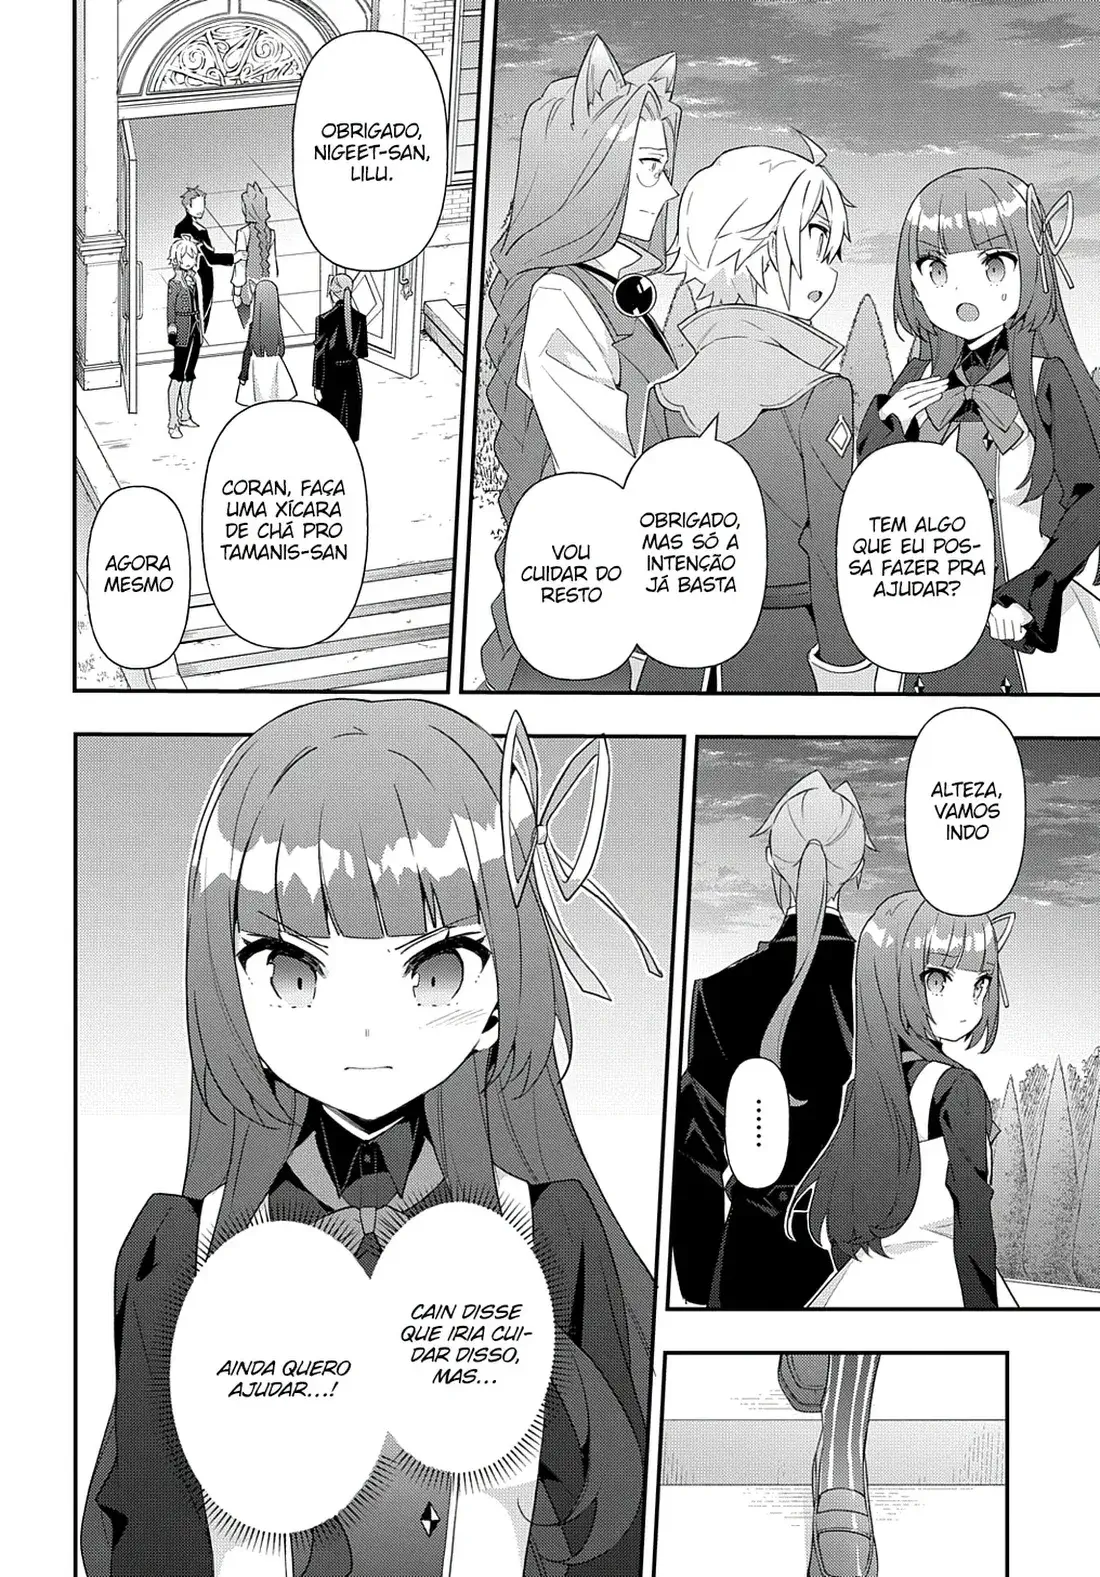 TEM ALGO
QUE EU POS-
SA FAZER PRA
AJUDAR?
OBRIGADO,
MAS SÓ A
INTENÇÃO
JÁ BASTA
VOU
CUIDAR DO
RESTO
OBRIGADO,
NIGEET-SAN,
LILU.
CORAN, FAÇA
UMA XÍCARA
DE CHÁ PRO
TAMANIS-SAN
AGORA
MESMO
ALTEZA,
VAMOS
INDO
......
CAIN DISSE
QUE IRIA CUI-
DAR DISSO,
MAS...
AINDA QUERO
AJUDAR...!